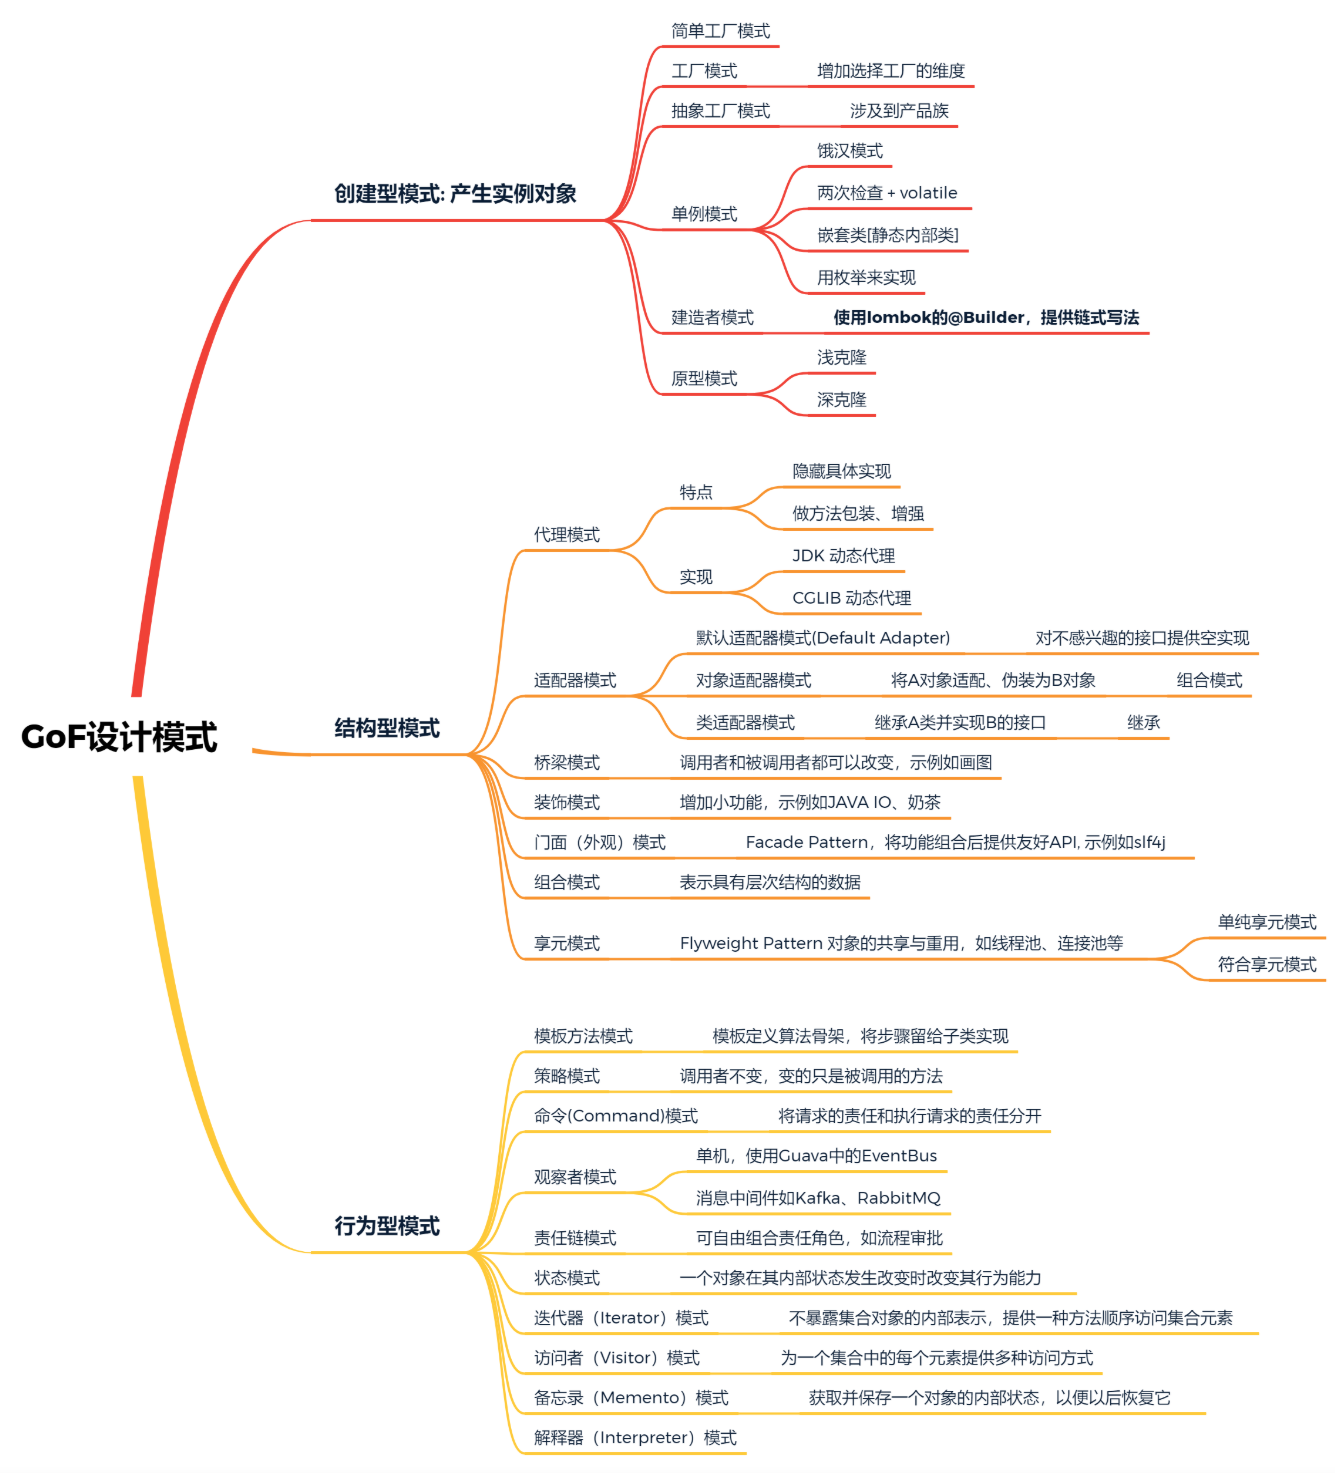 GoF设计模式
创建型模式: 产生实例对象
简单工厂模式
工厂模式
增加选择工厂的维度
抽象工厂模式
涉及到产品族
单例模式
饿汉模式
两次检查 + volatile
嵌套类[静态内部类]
用枚举来实现
建造者模式
使用lombok的@Builder，提供链式写法
原型模式
浅克隆
深克隆
结构型模式
代理模式
特点
隐藏具体实现
做方法包装、增强
实现
JDK 动态代理
CGLIB 动态代理
适配器模式
默认适配器模式(Default Adapter)
对不感兴趣的接口提供空实现
对象适配器模式
将A对象适配、伪装为B对象
组合模式
类适配器模式
继承A类并实现B的接口
继承
桥梁模式
调用者和被调用者都可以改变，示例如画图
装饰模式
增加小功能，示例如JAVA IO、奶茶
门面（外观）模式
Facade Pattern，将功能组合后提供友好API, 示例如slf4j
组合模式
表示具有层次结构的数据
享元模式
Flyweight Pattern 对象的共享与重用，如线程池、连接池等
单纯享元模式
符合享元模式
行为型模式
模板方法模式
模板定义算法骨架，将步骤留给子类实现
策略模式
调用者不变，变的只是被调用的方法
命令(Command)模式
将请求的责任和执行请求的责任分开
观察者模式
单机，使用Guava中的EventBus
消息中间件如Kafka、RabbitMQ
责任链模式
可自由组合责任角色，如流程审批
状态模式
一个对象在其内部状态发生改变时改变其行为能力
迭代器（Iterator）模式
不暴露集合对象的内部表示，提供一种方法顺序访问集合元素
访问者（Visitor）模式
为一个集合中的每个元素提供多种访问方式
备忘录（Memento）模式
获取并保存一个对象的内部状态，以便以后恢复它
解释器（Interpreter）模式